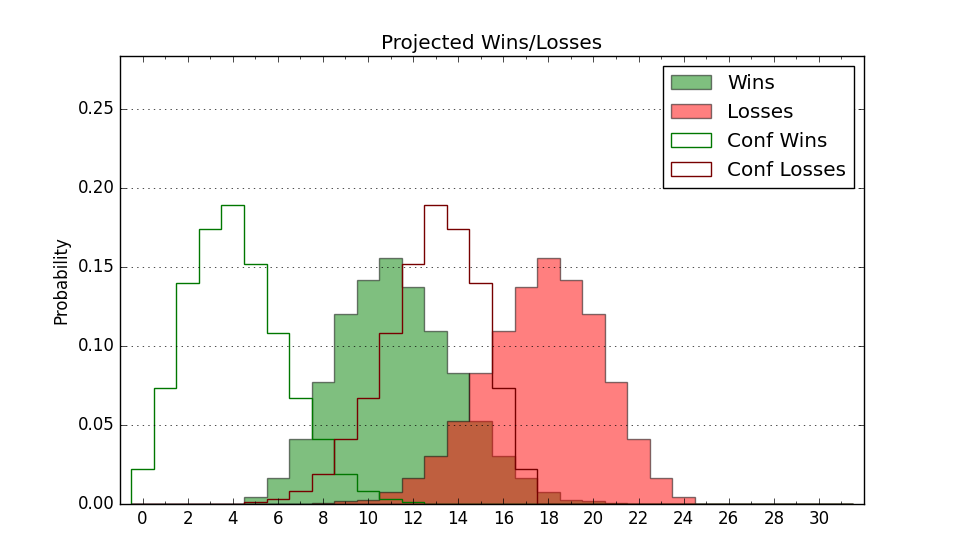 Projected Wins/Losses
Wins
Losses
Conf Wins
Conf Losses
Probability
0.25
0.20
0.15
0.10
0.05
0.00
0 2 4 6 8 10 12 14 16 18 20 22 24 26 28 30